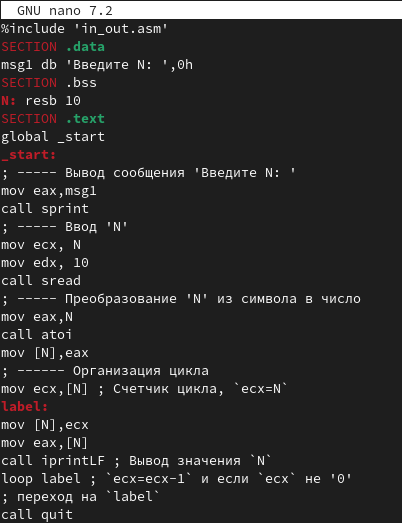 GNU nano 7.2
%include 'in_out.asm'
SECTION .data
msg1 db 'Введите N: ',0h
SECTION .bss
N: resb 10
SECTION .text
global _start
_start:
; ----- Вывод сообщения 'Введите N: '
mov eax,msg1
call sprint
; ----- Ввод 'N'
mov ecx, N
mov edx, 10
call sread
; ----- Преобразование 'N' из символа в число
mov eax,N
call atoi
mov [N],eax
; ------ Организация цикла
mov ecx,[N] ; Счетчик цикла, `ecx=N`
label:
mov [N],ecx
mov eax,[N]
call iprintLF ; Вывод значения `N`
loop label ; `ecx=ecx-1` и если `ecx` не '0'
; переход на `label`
call quit